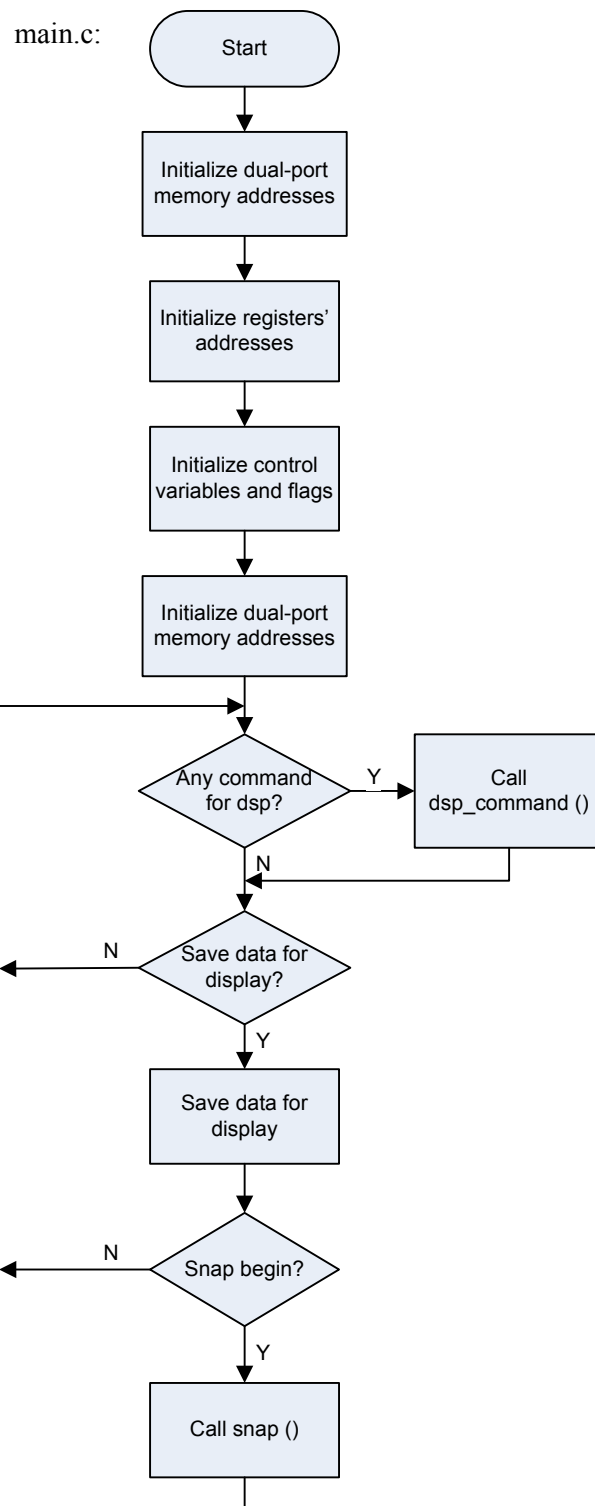 main.c:
Start
Initialize dual-port
memory addresses
Initialize registers'
addresses
Initialize control
variables and flags
Initialize dual-port
memory addresses
Any command
for dsp?
Y
Call
dsp_command ()
N
Save data for
display?
N
Y
Save data for
display
Snap begin?
N
Y
Call snap ()